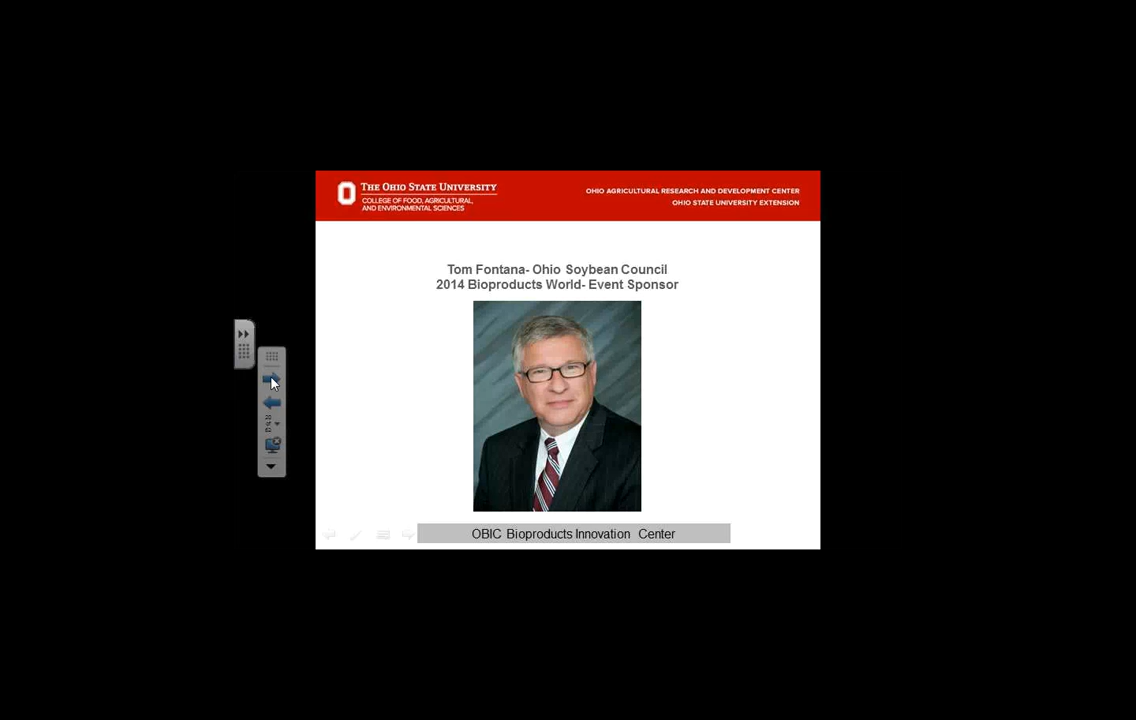 THE OHIO STATE UNIVERSITY
COLLEGE OF FOOD, AGRICULTURAL,
AND ENVIRONMENTAL SCIENCES
OHIO AGRICULTURAL RESEARCH AND DEVELOPMENT CENTER
OHIO STATE UNIVERSITY EXTENSION
Tom Fontana- Ohio Soybean Council
2014 Bioproducts World- Event Sponsor
OBIC Bioproducts Innovation Center